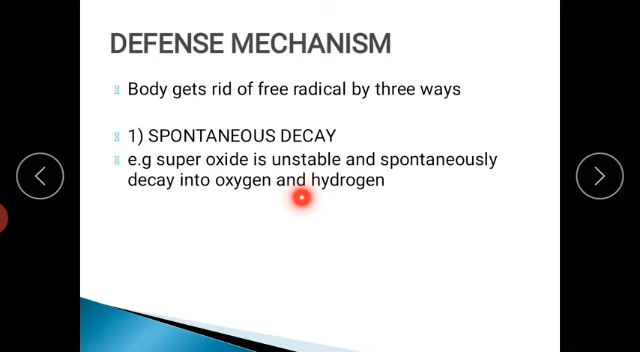 DEFENSE MECHANISM
Body gets rid of free radical by three ways
1) SPONTANEOUS DECAY
e.g super oxide is unstable and spontaneously
decay into oxygen and hydrogen